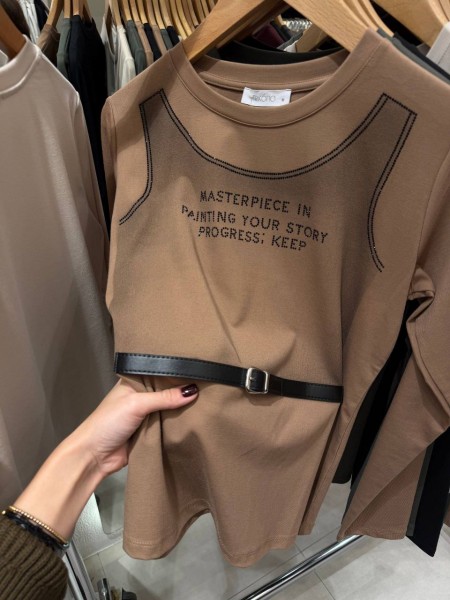 MASTERPIECE IN
PAINTING YOUR STORY
PROGRESS; KEEP